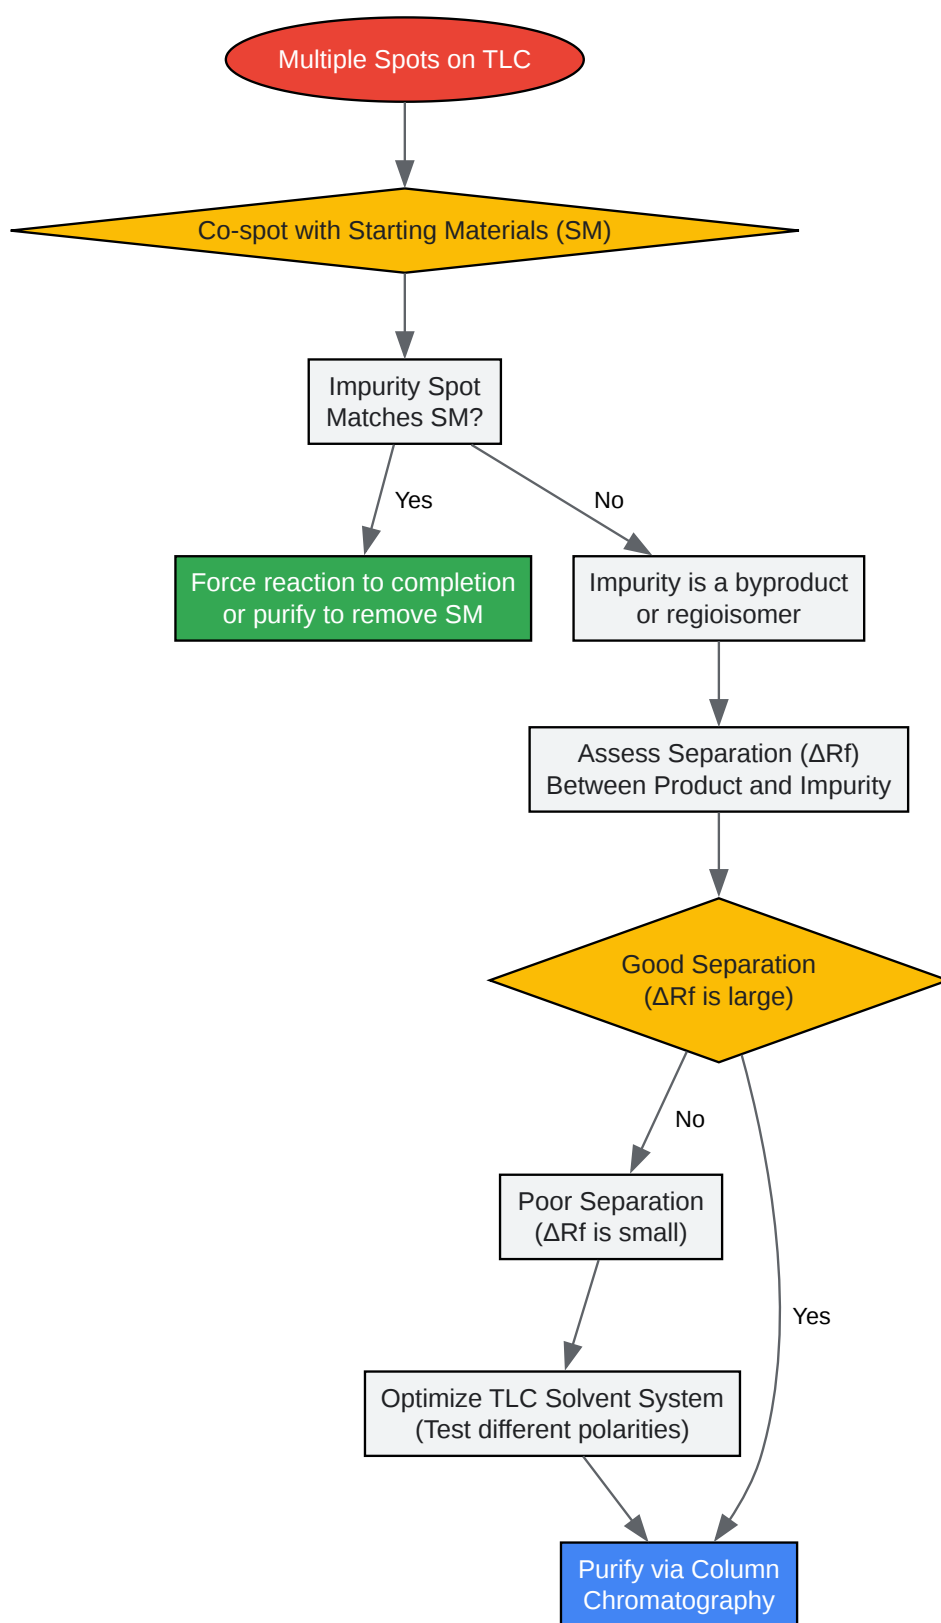 Multiple Spots on TLC
Co-spot with Starting Materials (SM)
Impurity Spot
Matches SM?
Yes
No
Force reaction to completion
or purify to remove SM
Impurity is a byproduct
or regioisomer
Assess Separation (ΔRf)
Between Product and Impurity
Good Separation
(ΔRf is large)
No
Poor Separation
(ΔRf is small)
Yes
Optimize TLC Solvent System
(Test different polarities)
Purify via Column
Chromatography